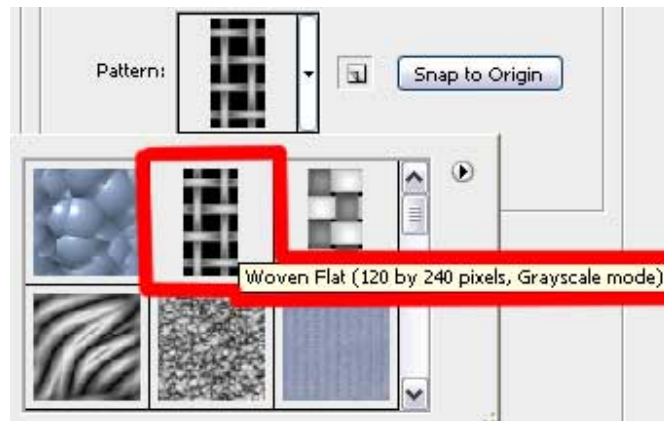 Pattern:
Snap to Origin
Woven Flat (120 by 240 pixels, Grayscale mode)